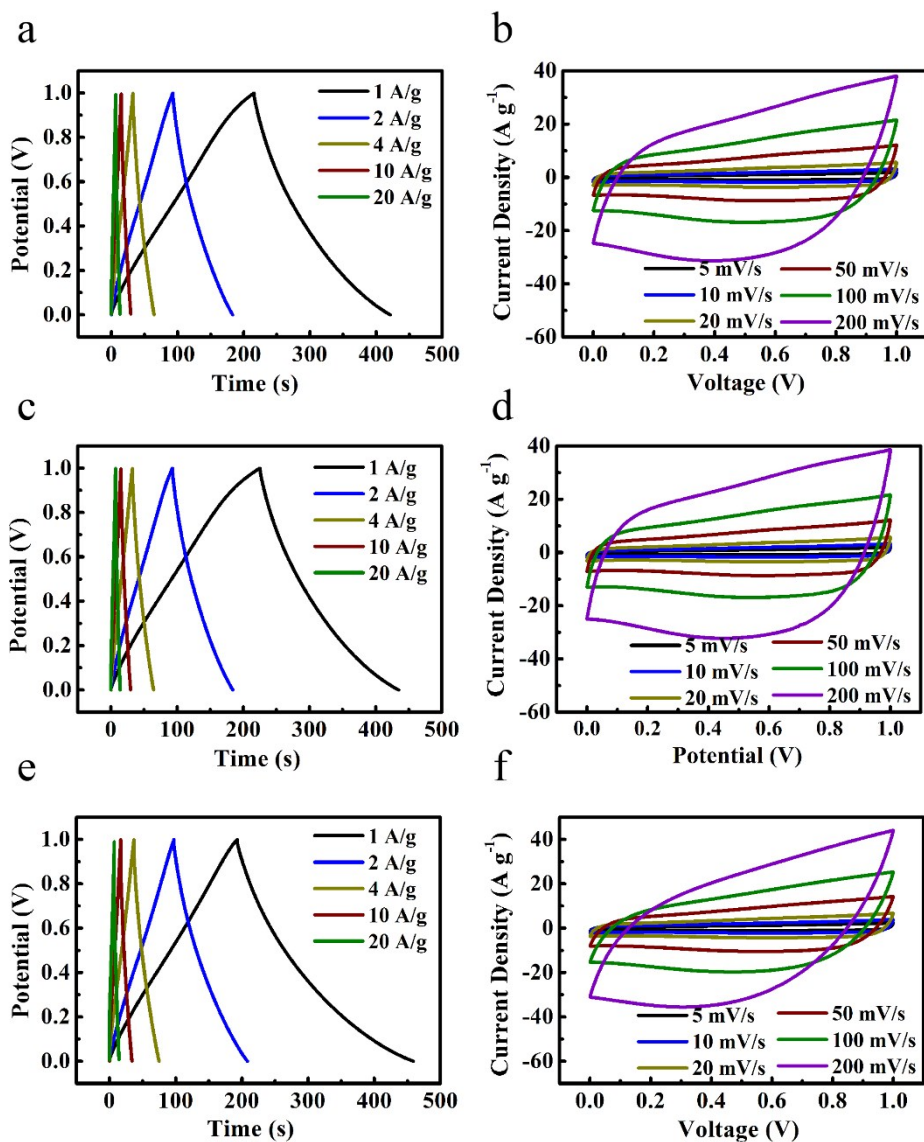 a
1.0
0.8
0.6
0.4
0.2
0.0
Potential (V)
1 A/g
2 A/g
4 A/g
10 A/g
20 A/g
0 100 200 300 400 500
Time (s)
b
40
20
0
-20
-40
-60
Current Density (A g⁻¹)
5 mV/s 50 mV/s
10 mV/s 100 mV/s
20 mV/s 200 mV/s
0.0 0.2 0.4 0.6 0.8 1.0
Voltage (V)
c
1.0
0.8
0.6
0.4
0.2
0.0
Potential (V)
1 A/g
2 A/g
4 A/g
10 A/g
20 A/g
0 100 200 300 400 500
Time (s)
d
40
20
0
-20
-40
-60
Current Density (A g⁻¹)
5 mV/s 50 mV/s
10 mV/s 100 mV/s
20 mV/s 200 mV/s
0.0 0.2 0.4 0.6 0.8 1.0
Potential (V)
e
1.0
0.8
0.6
0.4
0.2
0.0
Potential (V)
1 A/g
2 A/g
4 A/g
10 A/g
20 A/g
0 100 200 300 400 500
Time (s)
f
40
20
0
-20
-40
-60
Current Density (A g⁻¹)
5 mV/s 50 mV/s
10 mV/s 100 mV/s
20 mV/s 200 mV/s
0.0 0.2 0.4 0.6 0.8 1.0
Voltage (V)